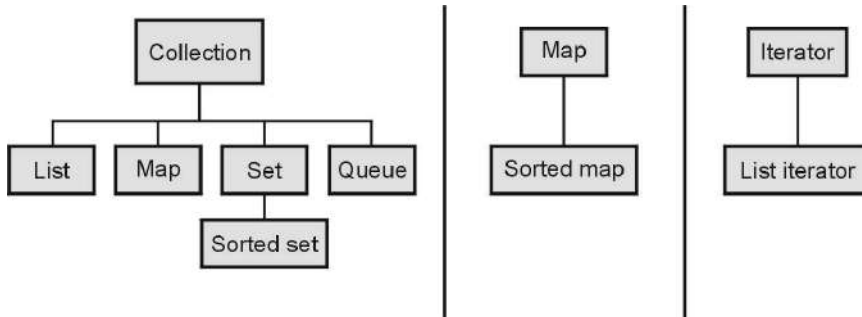 Collection
List
Map
Set
Queue
Sorted set
Map
Sorted map
Iterator
List iterator